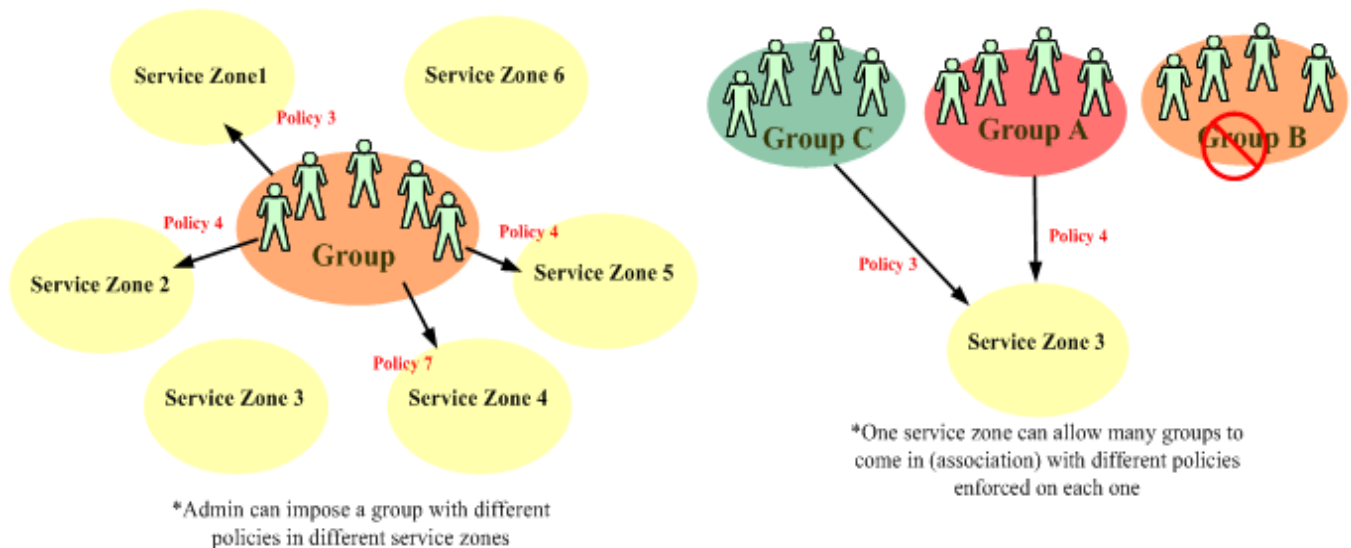 Service Zone1
Service Zone 6
Policy 3
Policy 4
Group
Policy 4
Service Zone 2
Service Zone 5
Policy 7
Service Zone 3
Service Zone 4
*Admin can impose a group with different
policies in different service zones
Group C
Group A
Group B
Policy 4
Policy 3
Service Zone 3
*One service zone can allow many groups to
come in (association) with different policies
enforced on each one